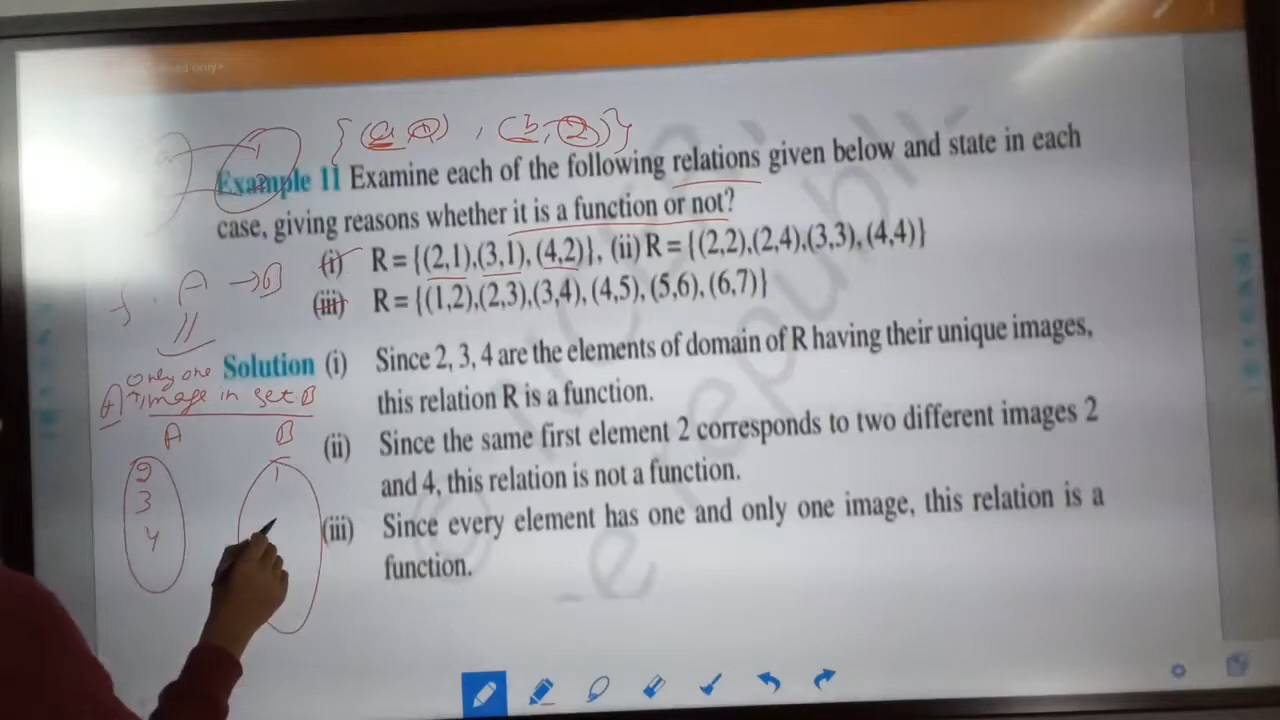 {(a, 1), (b, 2)}
1
2
Example 11 Examine each of the following relations given below and state in each
case, giving reasons whether it is a function or not?
(i) R = {(2,1),(3,1), (4,2)}, (ii) R = {(2,2),(2,4),(3,3), (4,4)}
A → B
(iii) R = {(1,2),(2,3),(3,4), (4,5), (5,6), (6,7)}
Solution (i) Since 2, 3, 4 are the elements of domain of R having their unique images,
this relation R is a function.
Only one
image in set B
A B
2
3
4
1
(ii) Since the same first element 2 corresponds to two different images 2
and 4, this relation is not a function.
(iii) Since every element has one and only one image, this relation is a
function.